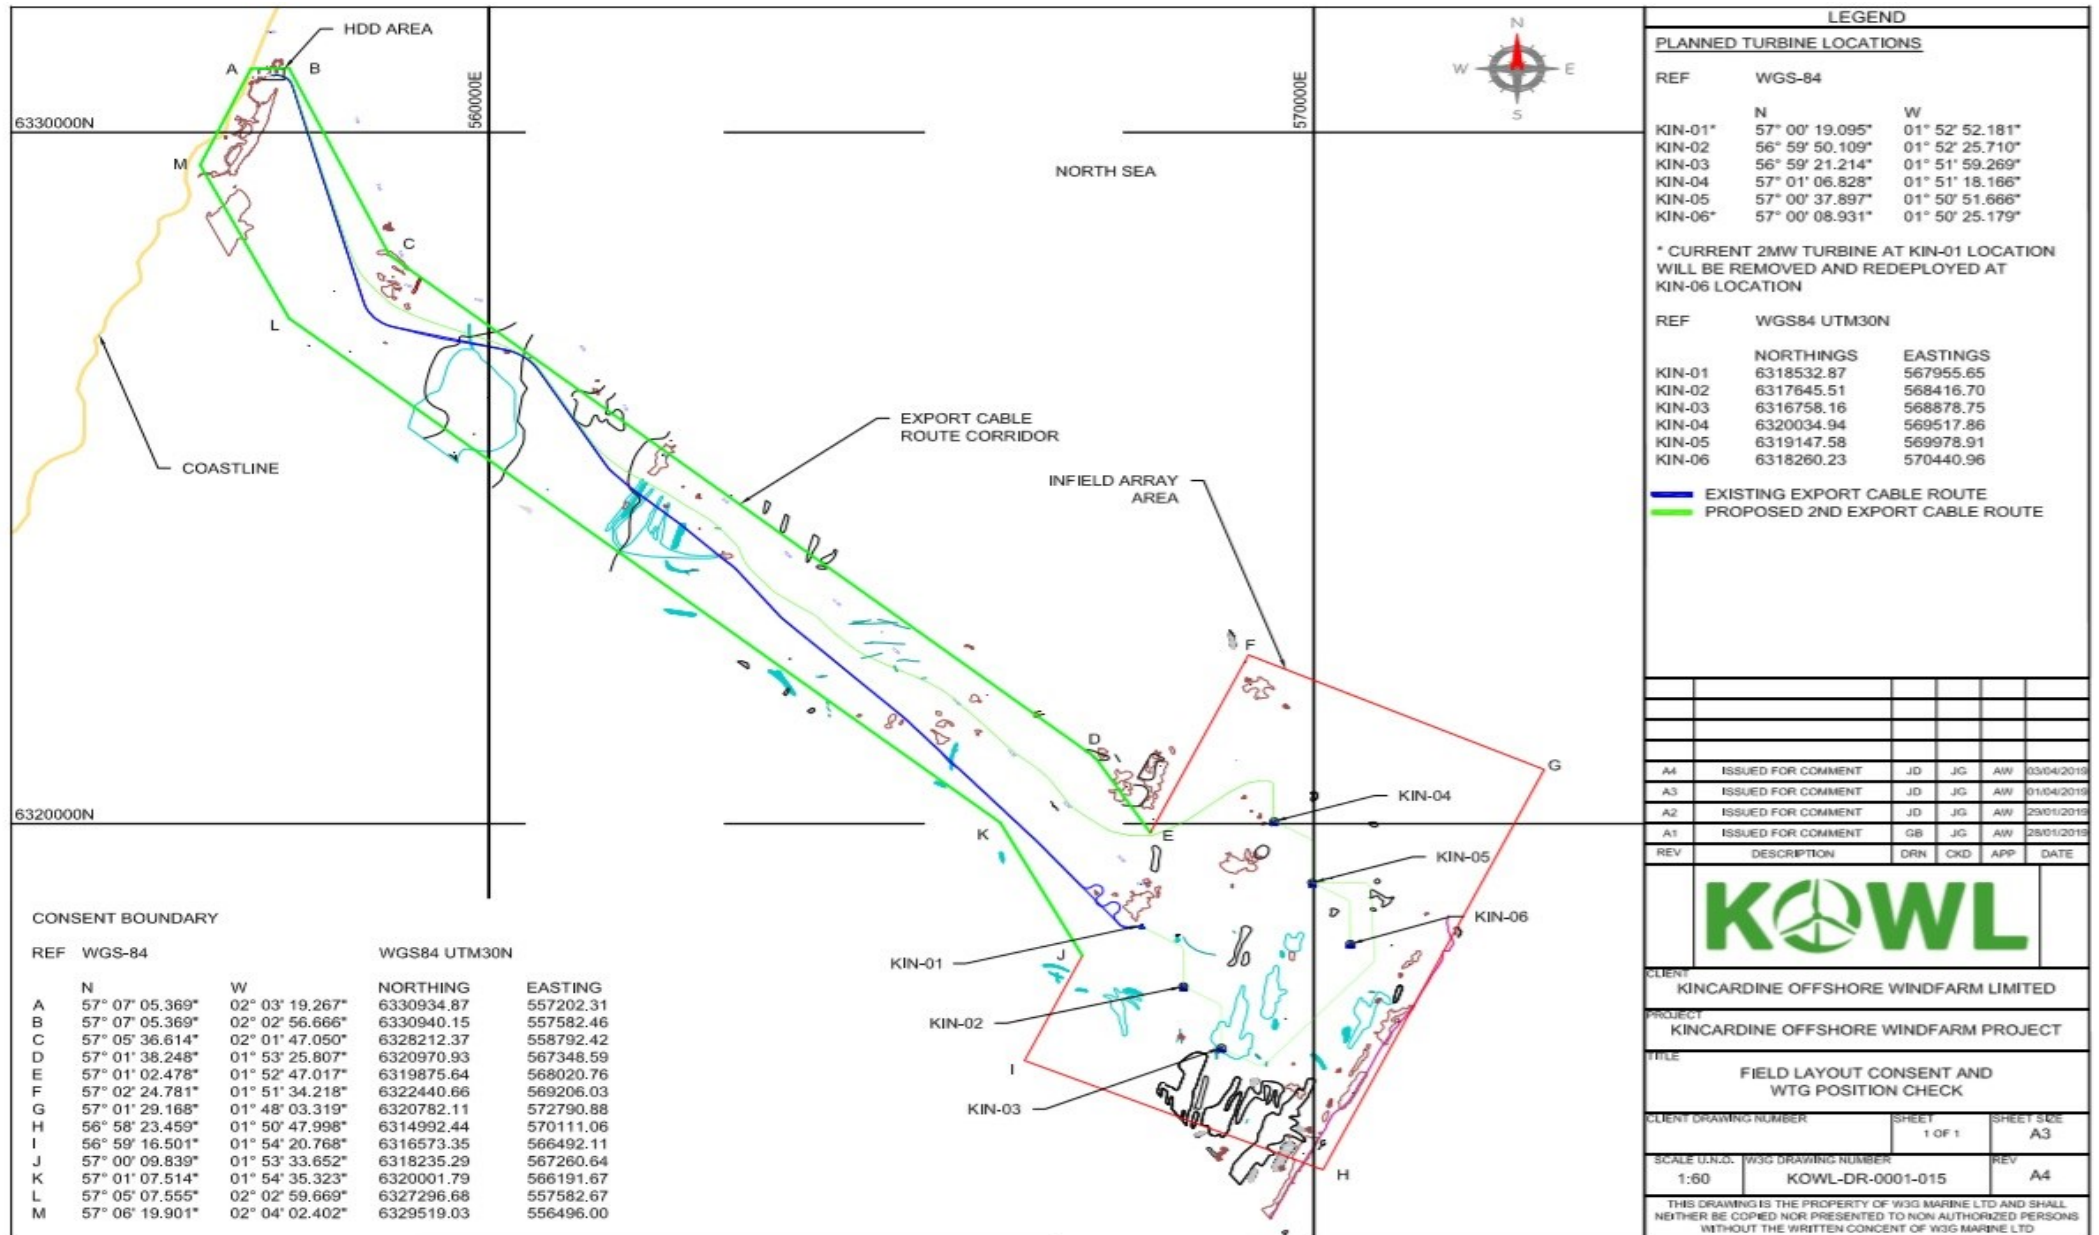 HDD AREA
A
B
560000E
570000E
N
W
E
S
6330000N
M
NORTH SEA
C
L
EXPORT CABLE
ROUTE CORRIDOR
COASTLINE
INFIELD ARRAY
AREA
F
D
G
KIN-04
6320000N
K
E
KIN-05
KIN-06
J
KIN-01
KIN-02
I
KIN-03
H
CONSENT BOUNDARY
REF WGS-84 WGS84 UTM30N
N W NORTHING EASTING
A 57° 07' 05.369" 02° 03' 19.267" 6330934.87 557202.31
B 57° 07' 05.369" 02° 02' 56.666" 6330940.15 557582.46
C 57° 05' 36.614" 02° 01' 47.050" 6328212.37 558792.42
D 57° 01' 38.248" 01° 53' 25.807" 6320970.93 567348.59
E 57° 01' 02.478" 01° 52' 47.017" 6319875.64 568020.76
F 57° 02' 24.781" 01° 51' 34.218" 6322440.66 569206.03
G 57° 01' 29.168" 01° 48' 03.319" 6320782.11 572790.88
H 56° 58' 23.459" 01° 50' 47.998" 6314992.44 570111.06
I 56° 59' 16.501" 01° 54' 20.768" 6316573.35 566492.11
J 57° 00' 09.839" 01° 53' 33.652" 6318235.29 567260.64
K 57° 01' 07.514" 01° 54' 35.323" 6320001.79 566191.67
L 57° 05' 07.555" 02° 02' 59.669" 6327296.68 557582.67
M 57° 06' 19.901" 02° 04' 02.402" 6329519.03 556496.00
LEGEND
PLANNED TURBINE LOCATIONS
REF WGS-84
N W
KIN-01* 57° 00' 19.095" 01° 52' 52.181"
KIN-02 56° 59' 50.109" 01° 52' 25.710"
KIN-03 56° 59' 21.214" 01° 51' 59.269"
KIN-04 57° 01' 06.828" 01° 51' 18.166"
KIN-05 57° 00' 37.897" 01° 50' 51.666"
KIN-06* 57° 00' 08.931" 01° 50' 25.179"
* CURRENT 2MW TURBINE AT KIN-01 LOCATION
WILL BE REMOVED AND REDEPLOYED AT
KIN-06 LOCATION
REF WGS84 UTM30N
NORTHINGS EASTINGS
KIN-01 6318532.87 567955.65
KIN-02 6317645.51 568416.70
KIN-03 6316758.16 568878.75
KIN-04 6320034.94 569517.86
KIN-05 6319147.58 569978.91
KIN-06 6318260.23 570440.96
EXISTING EXPORT CABLE ROUTE
PROPOSED 2ND EXPORT CABLE ROUTE
A4 ISSUED FOR COMMENT JD JG AW 03/04/2019
A3 ISSUED FOR COMMENT JD JG AW 01/04/2019
A2 ISSUED FOR COMMENT JD JG AW 29/01/2019
A1 ISSUED FOR COMMENT GB JG AW 28/01/2019
REV DESCRIPTION DRN CKD APP DATE
KOWL
CLIENT
KINCARDINE OFFSHORE WINDFARM LIMITED
PROJECT
KINCARDINE OFFSHORE WINDFARM PROJECT
TITLE
FIELD LAYOUT CONSENT AND
WTG POSITION CHECK
CLIENT DRAWING NUMBER SHEET SHEET SIZE
1 OF 1 A3
SCALE U.N.O. W3G DRAWING NUMBER REV
1:60 KOWL-DR-0001-015 A4
THIS DRAWING IS THE PROPERTY OF W3G MARINE LTD AND SHALL
NEITHER BE COPIED NOR PRESENTED TO NON AUTHORIZED PERSONS
WITHOUT THE WRITTEN CONCENT OF W3G MARINE LTD